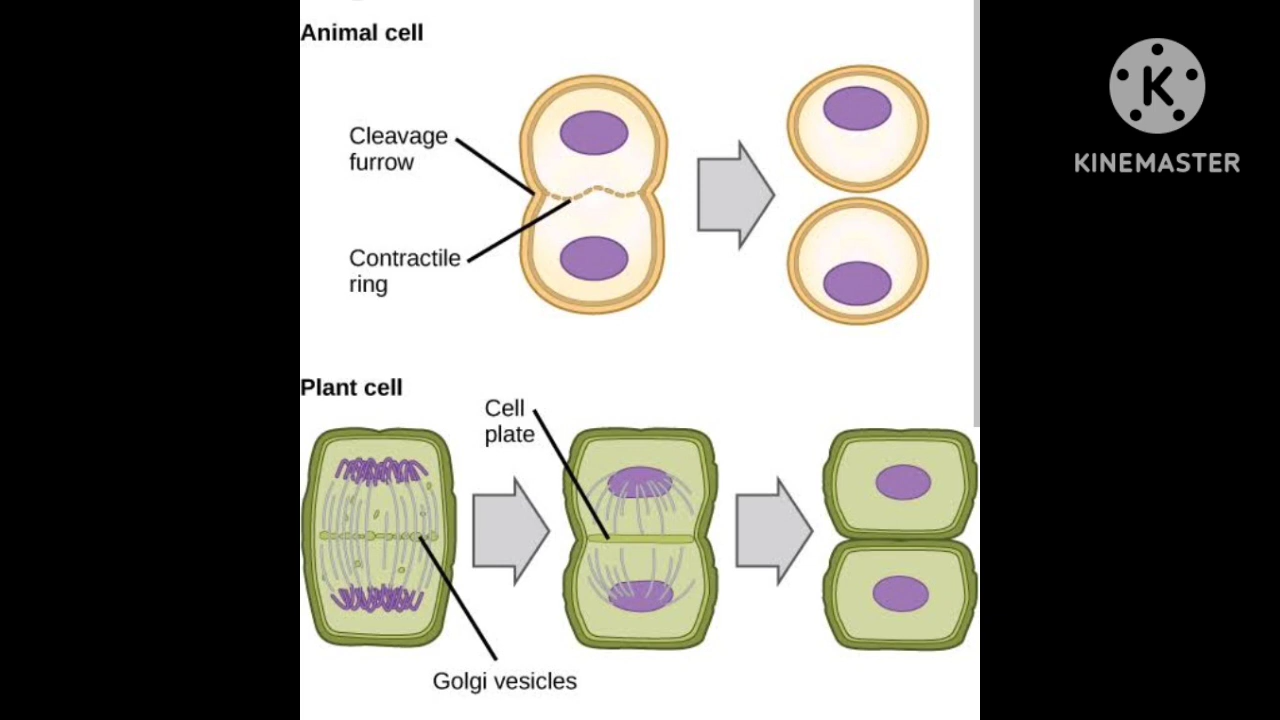 Animal cell
Cleavage
furrow
Contractile
ring
K
KINEMASTER
Plant cell
Cell
plate
Golgi vesicles